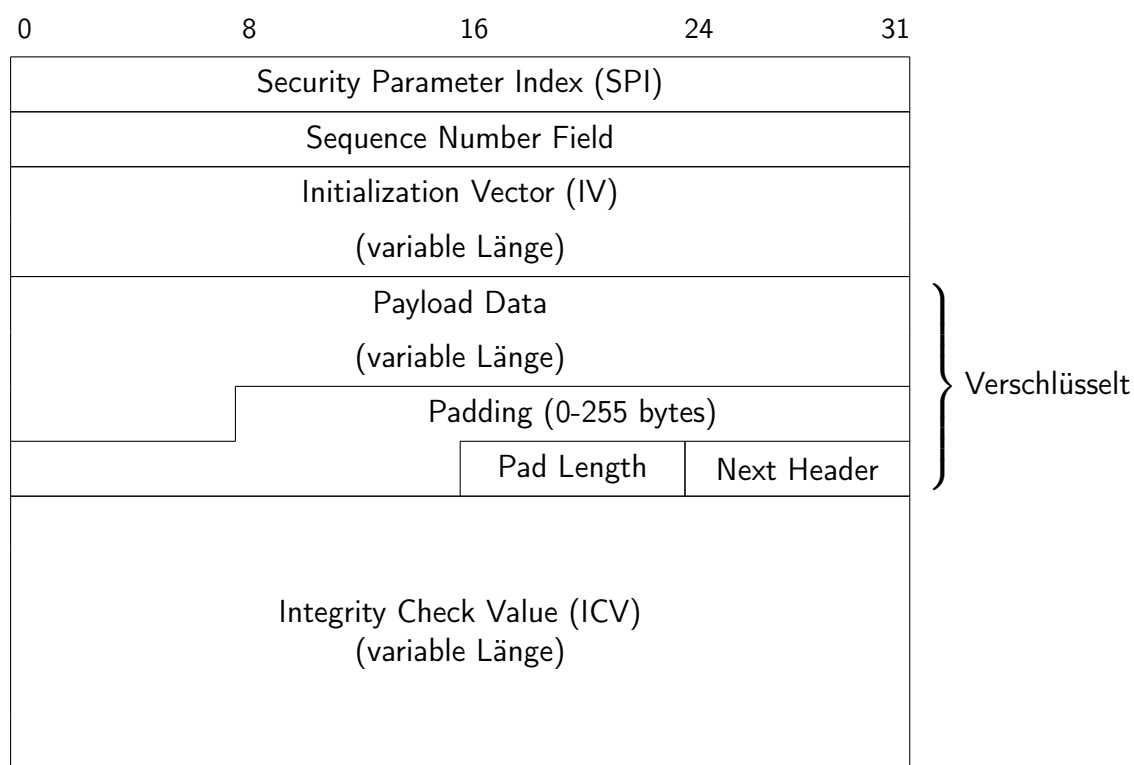 0 8 16 24 31
Security Parameter Index (SPI)
Sequence Number Field
Initialization Vector (IV)
(variable Länge)
Payload Data
(variable Länge)
Verschlüsselt
Padding (0-255 bytes)
Pad Length Next Header
Integrity Check Value (ICV)
(variable Länge)